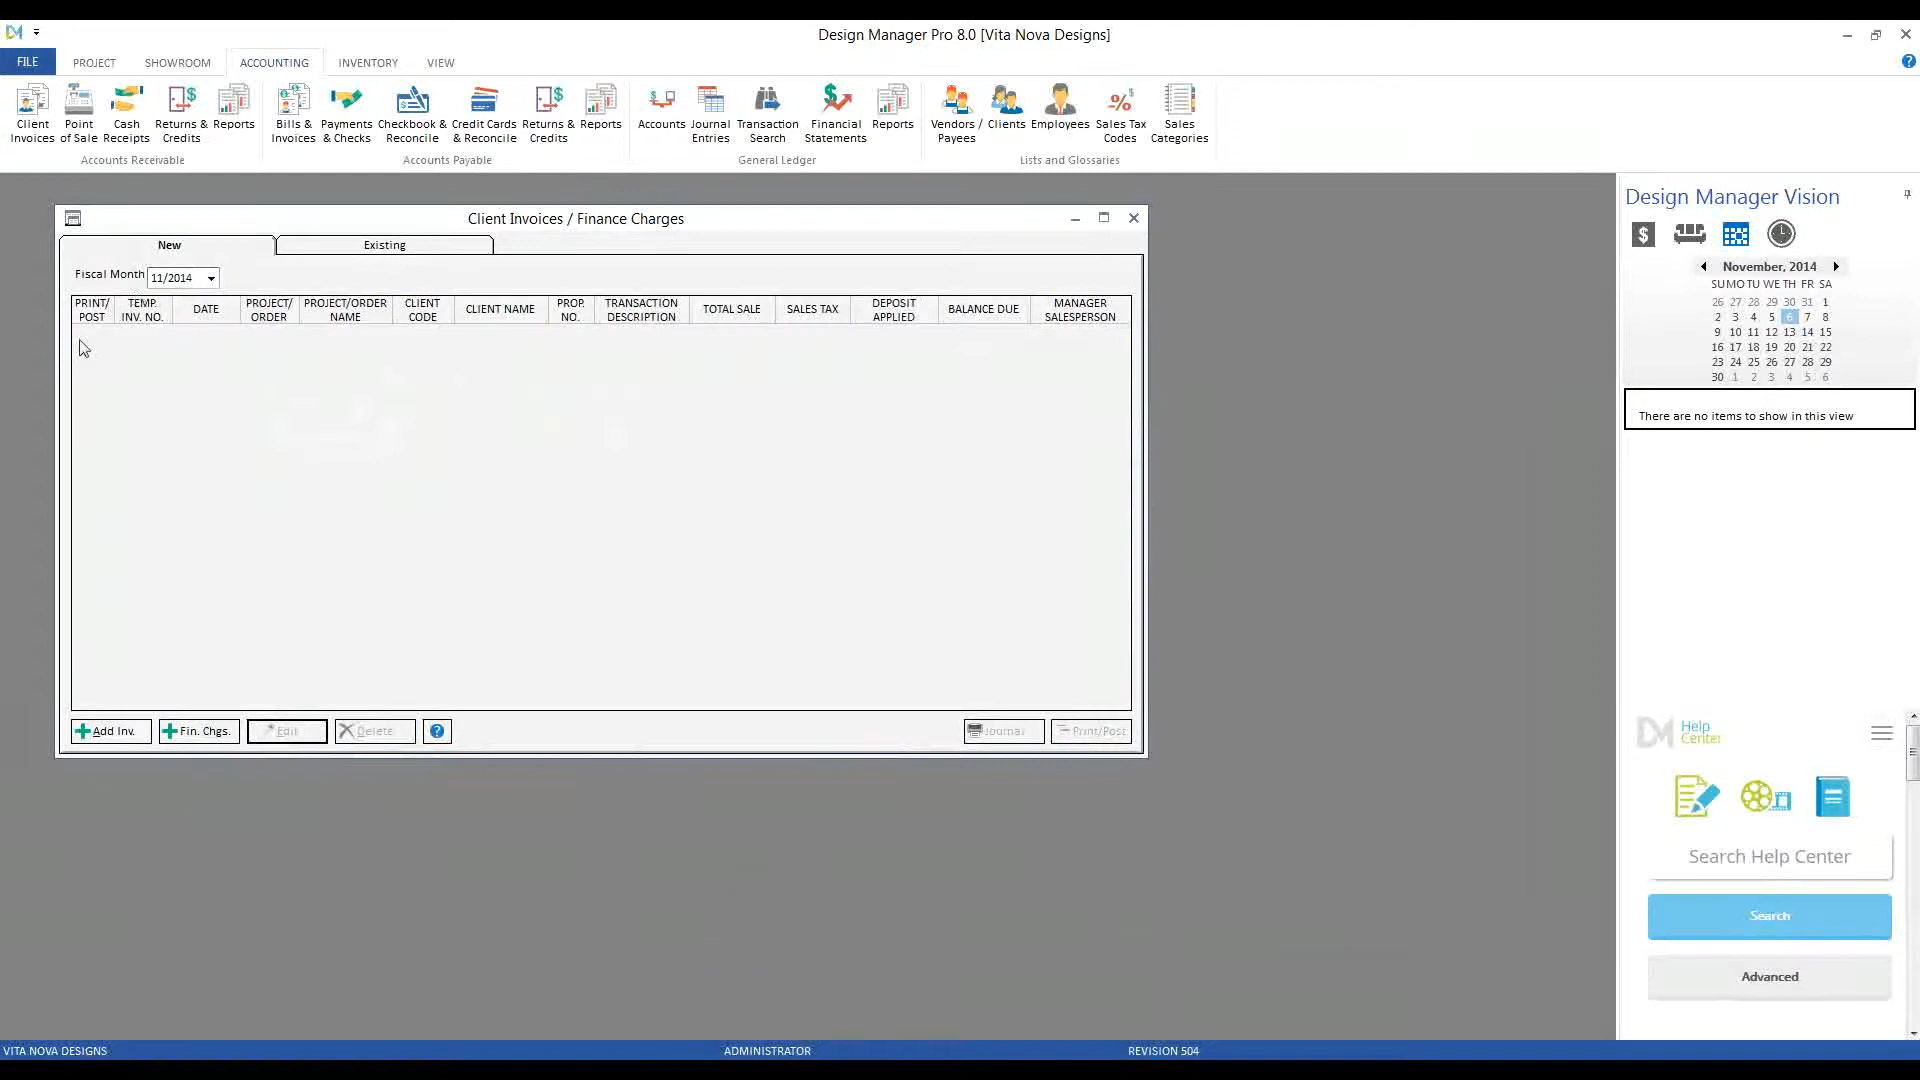 Design Manager Pro 8.0 [Vita Nova Designs]
FILE PROJECT SHOWROOM ACCOUNTING INVENTORY VIEW
Client Invoices
Point of Sale
Cash Receipts
Returns & Credits
Reports
Bills & Invoices
Payments & Checks
Checkbook & Reconcile
Credit Cards & Reconcile
Returns & Credits
Reports
Accounts
Journal Entries
Transaction Search
Financial Statements
Reports
Vendors / Payees
Clients
Employees
Sales Tax Codes
Sales Categories
Accounts Receivable
Accounts Payable
General Ledger
Lists and Glossaries
Client Invoices / Finance Charges
New
Existing
Fiscal Month 11/2014
PRINT/ POST
TEMP. INV. NO.
DATE
PROJECT/ ORDER
PROJECT/ORDER NAME
CLIENT CODE
CLIENT NAME
PROP. NO.
TRANSACTION DESCRIPTION
TOTAL SALE
SALES TAX
DEPOSIT APPLIED
BALANCE DUE
MANAGER SALESPERSON
Add Inv.
Fin. Chgs.
Edit
Delete
?
Journal
Print/Post
Design Manager Vision
November, 2014
SU MO TU WE TH FR SA
26 27 28 29 30 31 1
2 3 4 5 6 7 8
9 10 11 12 13 14 15
16 17 18 19 20 21 22
23 24 25 26 27 28 29
30 1 2 3 4 5 6
There are no items to show in this view
DM Help Center
Search Help Center
Search
Advanced
VITA NOVA DESIGNS
ADMINISTRATOR
REVISION 504